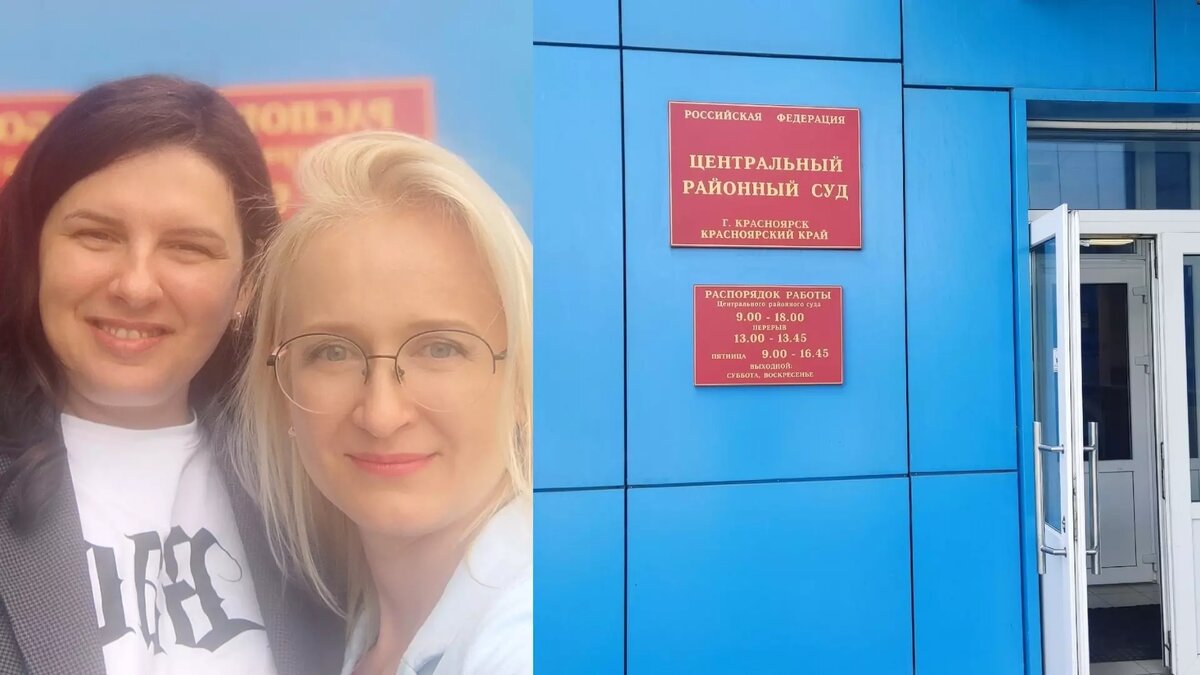 РОССИЙСКАЯ ФЕДЕРАЦИЯ
ЦЕНТРАЛЬНЫЙ
РАЙОННЫЙ СУД
Г. КРАСНОЯРСК
КРАСНОЯРСКИЙ КРАЙ
РАСПОРЯДОК РАБОТЫ
Центрального районного суда
9.00 - 18.00
ПЕРЕРЫВ
13.00 - 13.45
ПЯТНИЦА 9.00 - 16.45
ВЫХОДНОЙ:
СУББОТА, ВОСКРЕСЕНЬЕ